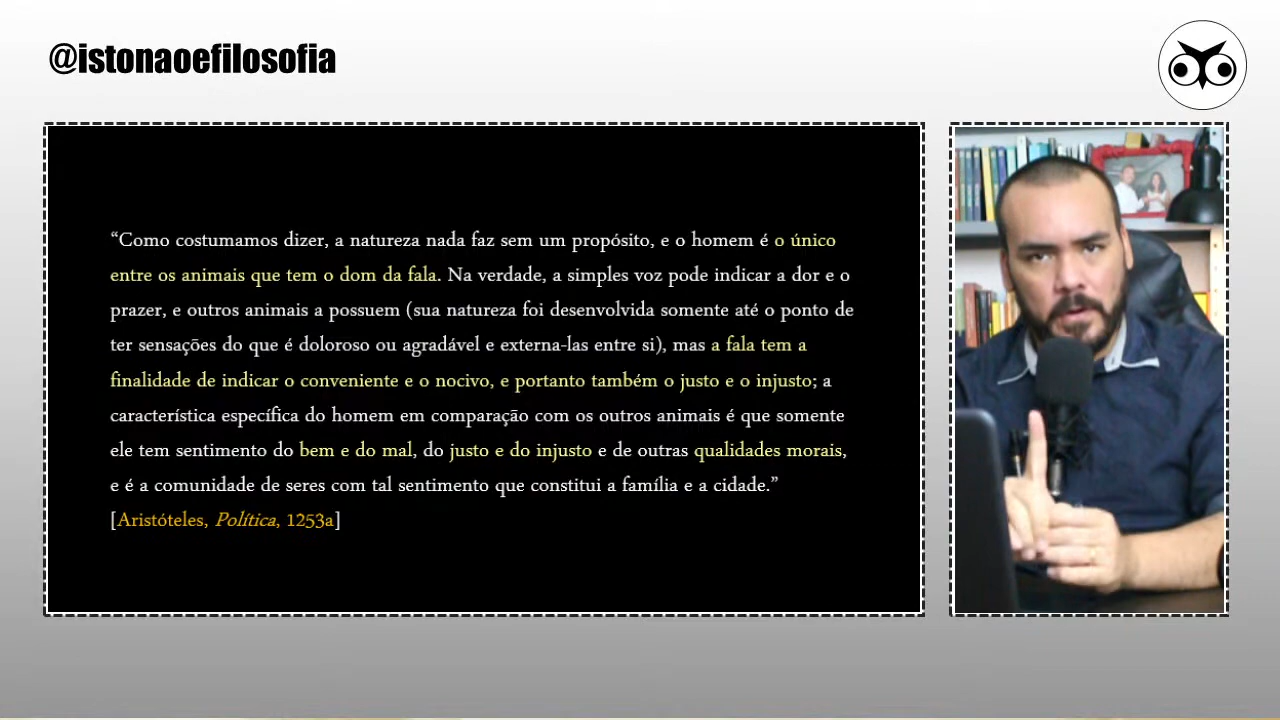 @istonaoefilosofia
“Como costumamos dizer, a natureza nada faz sem um propósito, e o homem é o único
entre os animais que tem o dom da fala. Na verdade, a simples voz pode indicar a dor e o
prazer, e outros animais a possuem (sua natureza foi desenvolvida somente até o ponto de
ter sensações do que é doloroso ou agradável e externa-las entre si), mas a fala tem a
finalidade de indicar o conveniente e o nocivo, e portanto também o justo e o injusto; a
característica específica do homem em comparação com os outros animais é que somente
ele tem sentimento do bem e do mal, do justo e do injusto e de outras qualidades morais,
e é a comunidade de seres com tal sentimento que constitui a família e a cidade.”
[Aristóteles, Política, 1253a]